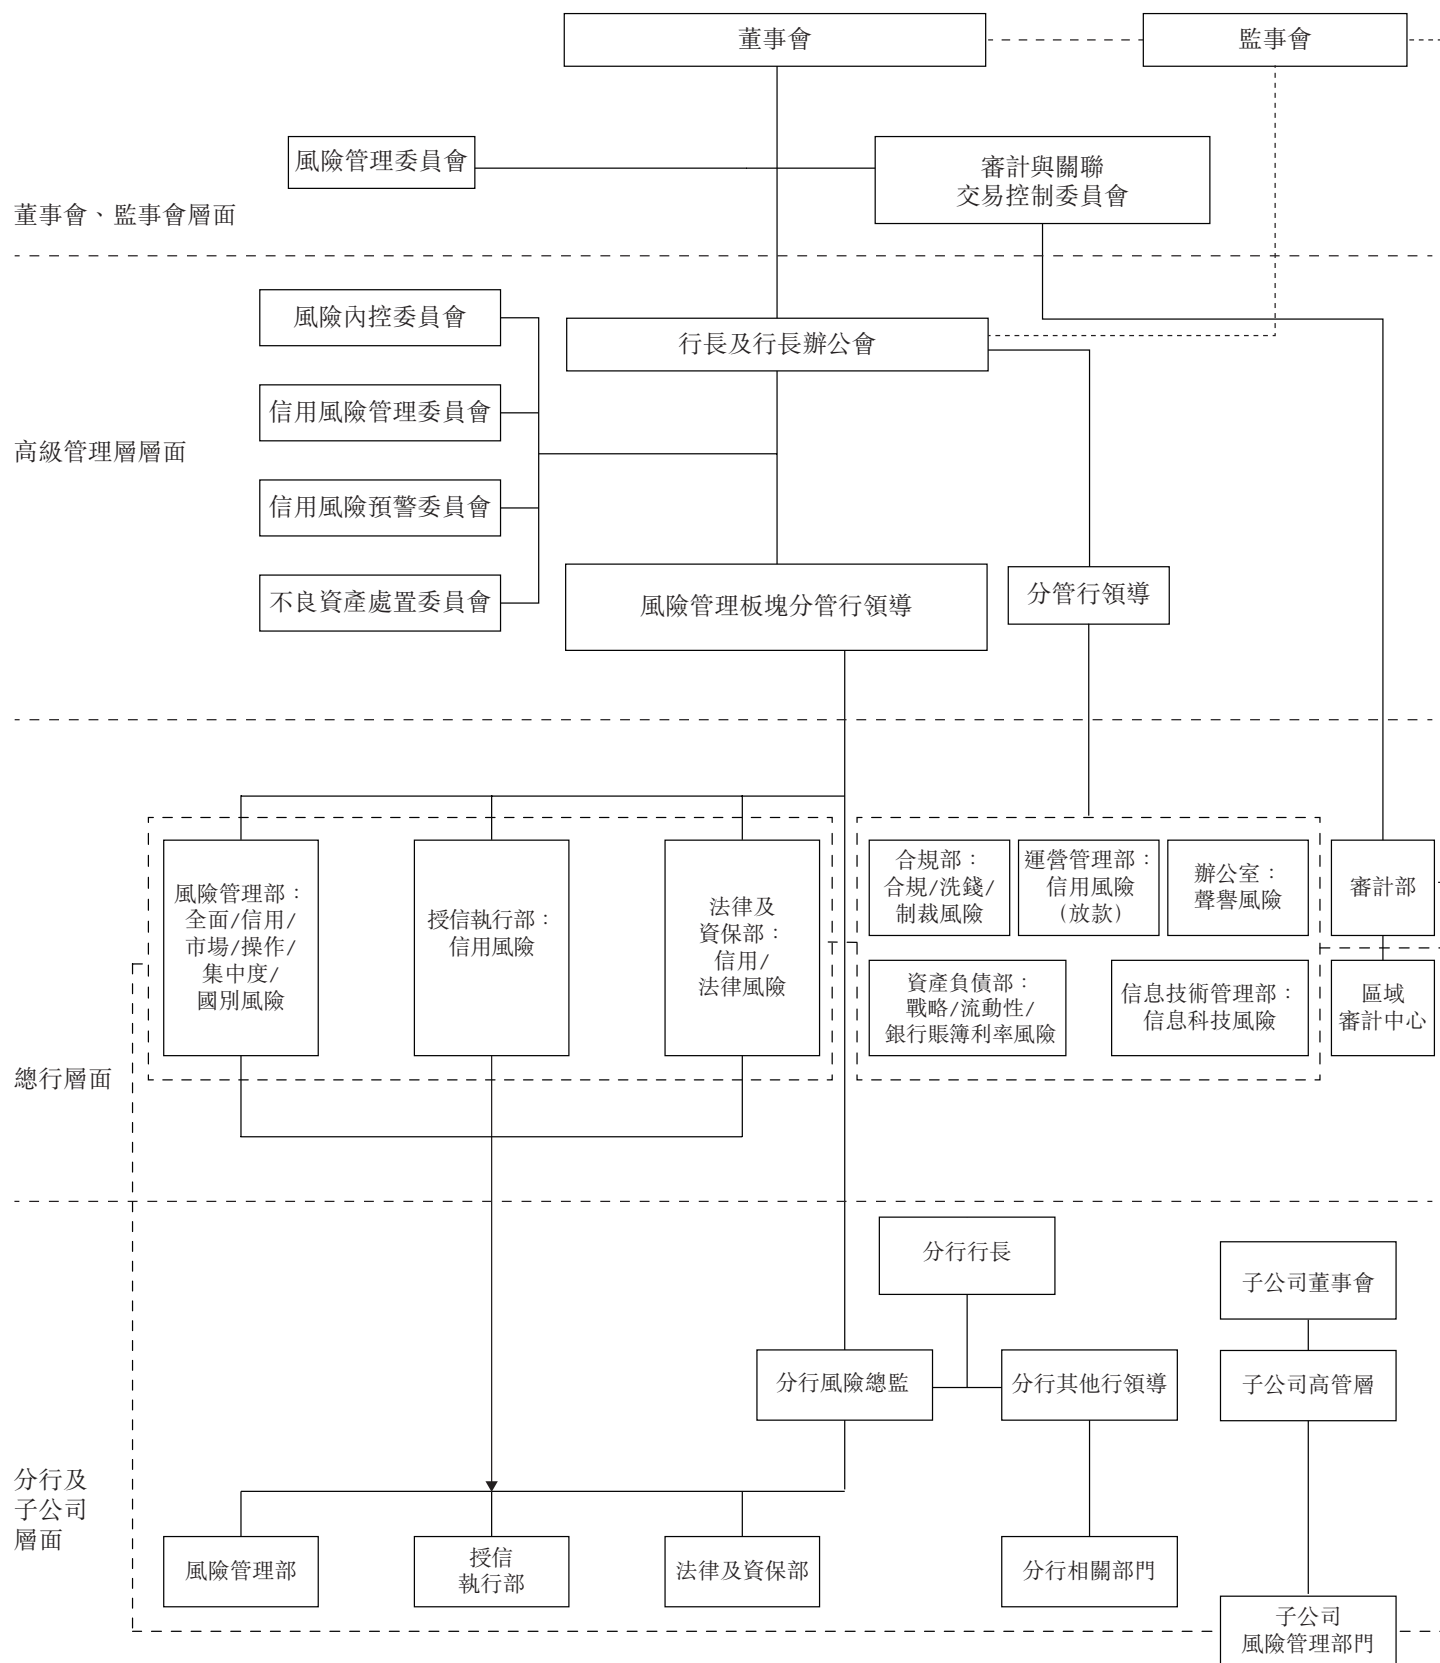 董事會
監事會
風險管理委員會
審計與關聯
交易控制委員會
董事會、監事會層面
風險內控委員會
行長及行長辦公會
信用風險管理委員會
高級管理層層面
信用風險預警委員會
不良資產處置委員會
風險管理板塊分管行領導
分管行領導
風險管理部：
全面/信用/
市場/操作/
集中度/
國別風險
授信執行部：
信用風險
法律及
資保部：
信用/
法律風險
合規部：
合規/洗錢/
制裁風險
運營管理部：
信用風險
(放款)
辦公室：
聲譽風險
審計部
資產負債部：
戰略/流動性/
銀行賬簿利率風險
信息技術管理部：
信息科技風險
區域
審計中心
總行層面
分行行長
子公司董事會
分行風險總監
分行其他行領導
子公司高管層
分行及
子公司
層面
風險管理部
授信
執行部
法律及資保部
分行相關部門
子公司
風險管理部門